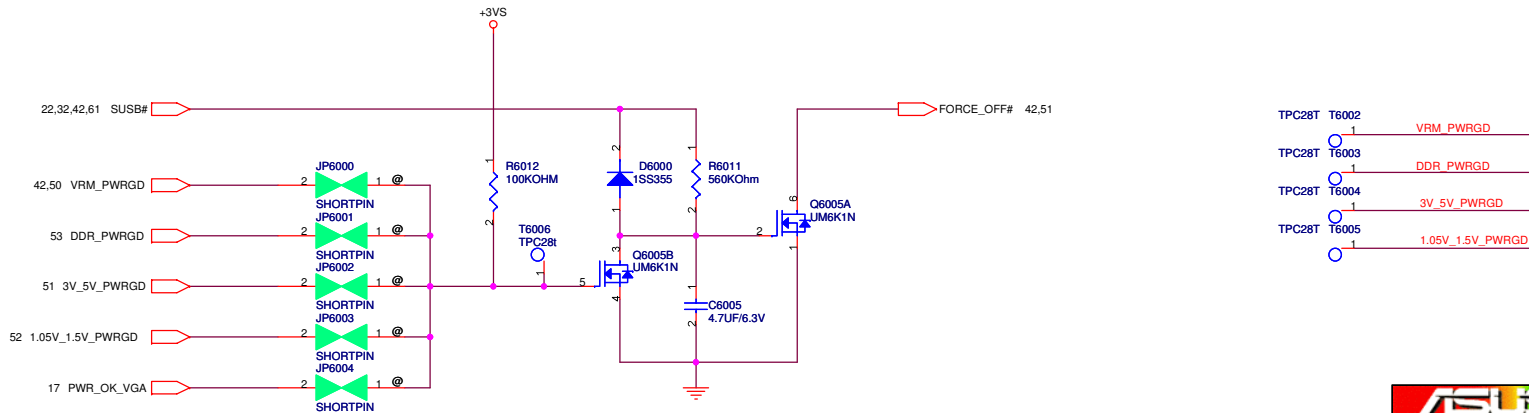 +3VS
22,32,42,61 SUSB#
FORCE_OFF# 42,51
TPC28T T6002
1 VRM_PWRGD
TPC28T T6003
1 DDR_PWRGD
TPC28T T6004
1 3V_5V_PWRGD
TPC28T T6005
1 1.05V_1.5V_PWRGD
JP6000
42,50 VRM_PWRGD 2 1 @
SHORTPIN
JP6001
53 DDR_PWRGD 2 1 @
SHORTPIN
JP6002
51 3V_5V_PWRGD 2 1 @
SHORTPIN
JP6003
52 1.05V_1.5V_PWRGD 2 1 @
SHORTPIN
JP6004
17 PWR_OK_VGA 2 1 @
SHORTPIN
1
R6012
100KOHM
2
T6006
TPC28t
1
2
D6000
1SS355
1
1
R6011
560KOhm
2
3
Q6005B
UM6K1N
5
4
6
Q6005A
UM6K1N
2
1
1
C6005
4.7UF/6.3V
2